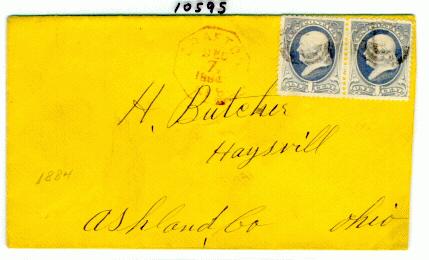 10595
DEC
7
1884
H. Butcher
Haysvill
1884
Ashland, Co Ohio